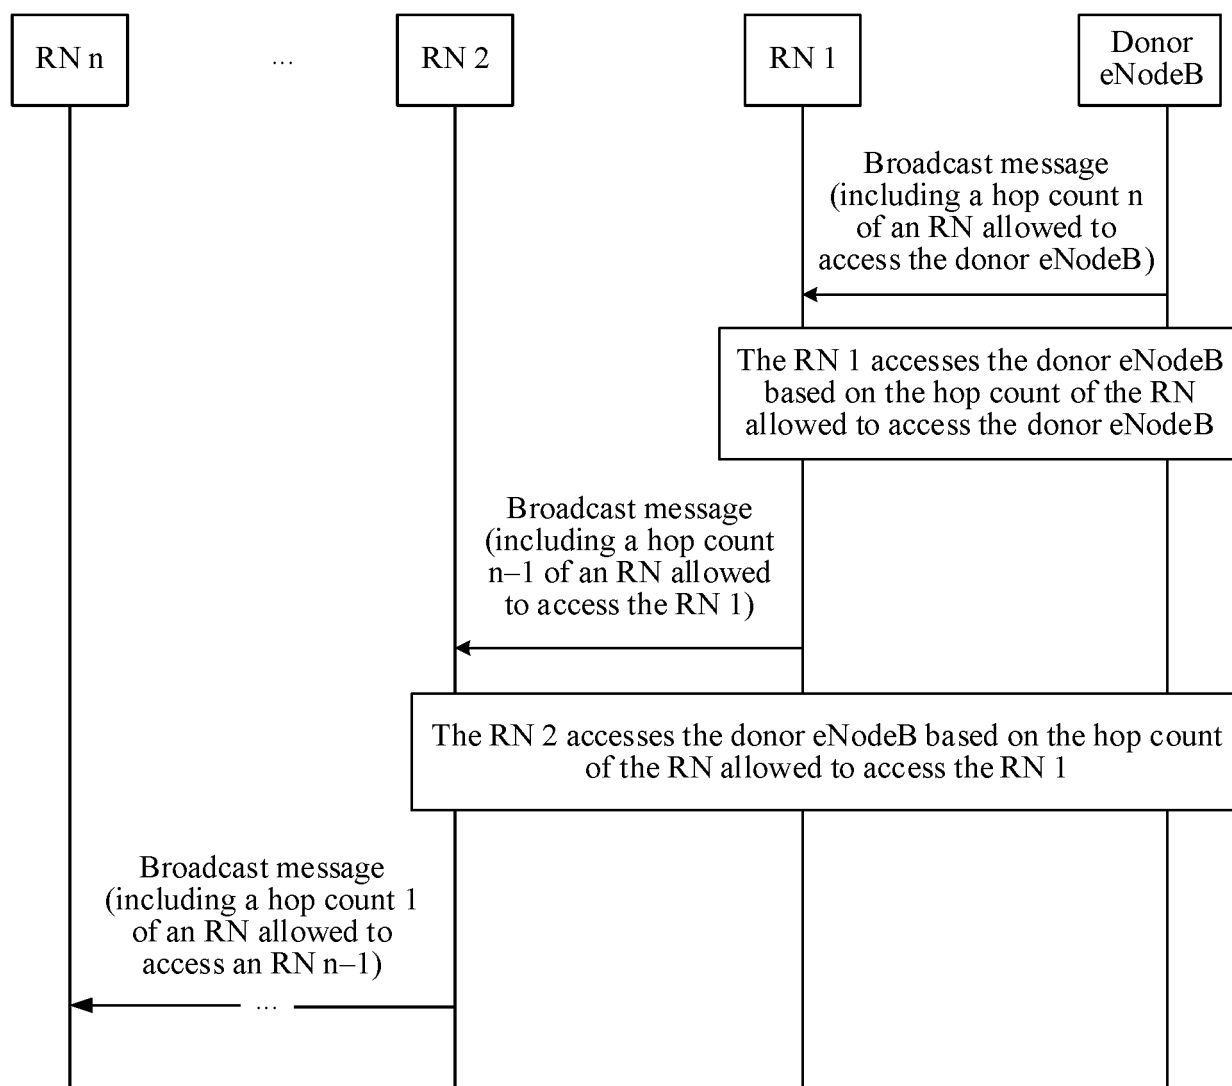 RN n
...
RN 2
RN 1
Donor
eNodeB
Broadcast message
(including a hop count n
of an RN allowed to
access the donor eNodeB)
The RN 1 accesses the donor eNodeB
based on the hop count of the RN
allowed to access the donor eNodeB
Broadcast message
(including a hop count
n–1 of an RN allowed
to access the RN 1)
The RN 2 accesses the donor eNodeB based on the hop count
of the RN allowed to access the RN 1
Broadcast message
(including a hop count 1
of an RN allowed to
access an RN n–1)
...